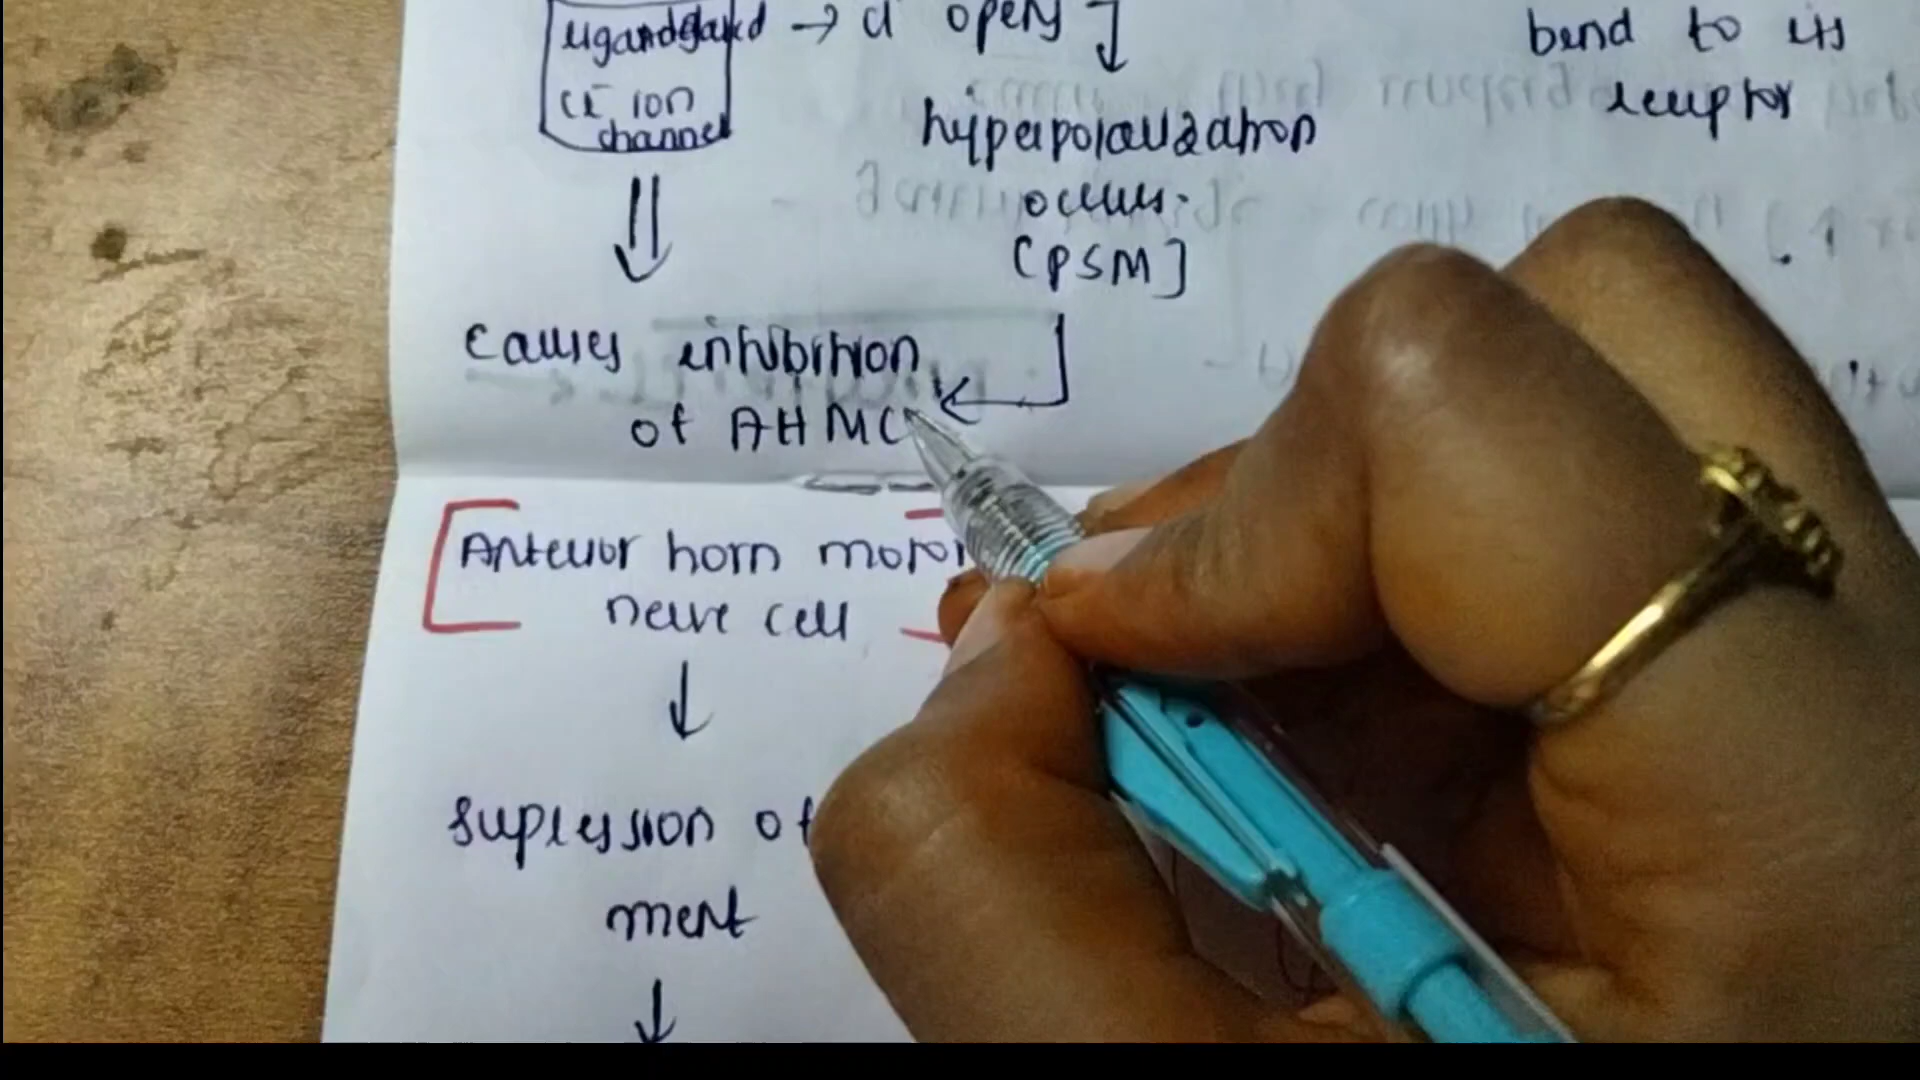 ligandgated → Cl⁻ opens
Cl⁻ ion
channel
hyperpolarization
occurs.
[PSM]
bend to its
receptor
causes inhibition
of AHMC
Anterior horn motor
nerve cell
supression of
ment